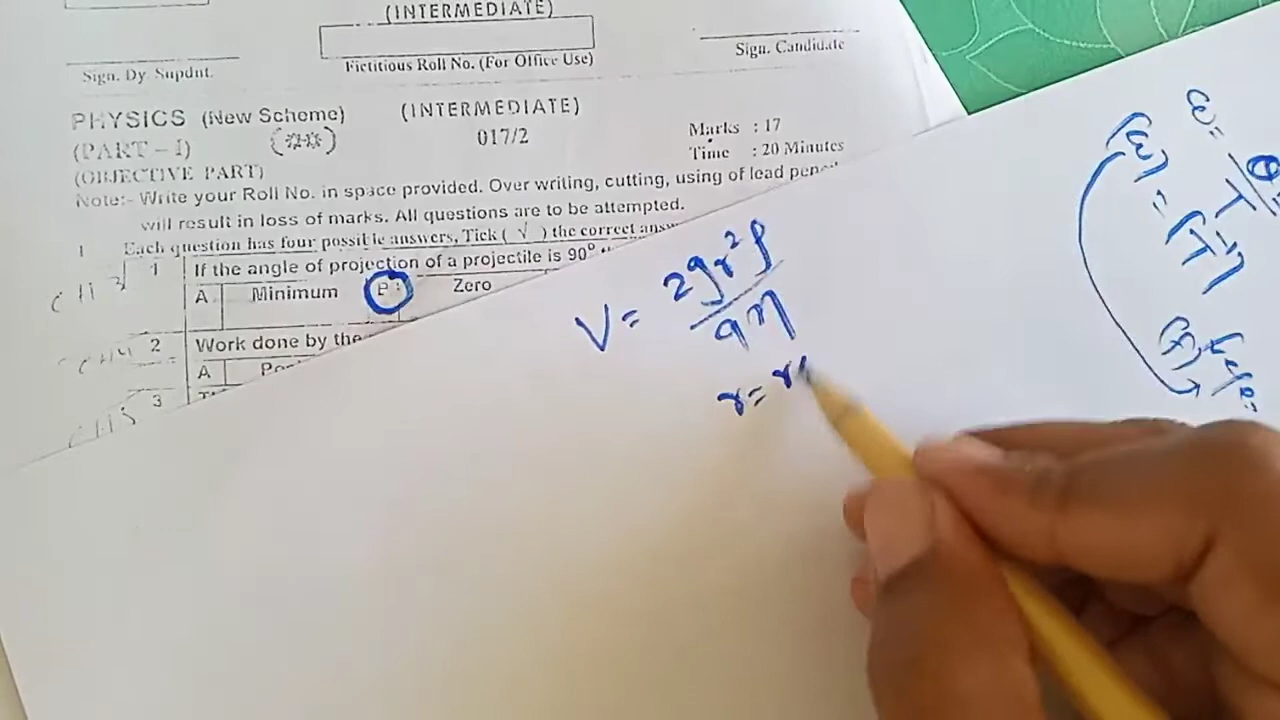 (INTERMEDIATE)
Sign. Dy Supdnt.
Fictitious Roll No. (For Office Use)
Sign. Candidate
PHYSICS (New Scheme)
(INTERMEDIATE)
(PART – I)
017/2
Marks : 17
(OBJECTIVE PART)
Time : 20 Minutes
Note:- Write your Roll No. in space provided. Over writing, cutting, using of lead
will result in loss of marks. All questions are to be attempted.
1 Each question has four possible answers, Tick ( √ ) the correct
1 If the angle of projection of a projectile is 90°
A Minimum Zero
2 Work done by the
A
3
V = 2gr²ρ
9η
r = r
ω = θ
T
[ω] = [T⁻¹]